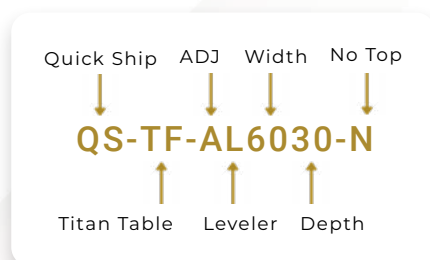 Quick Ship ADJ Width No Top
QS-TF-AL6030-N
Titan Table Leveler Depth